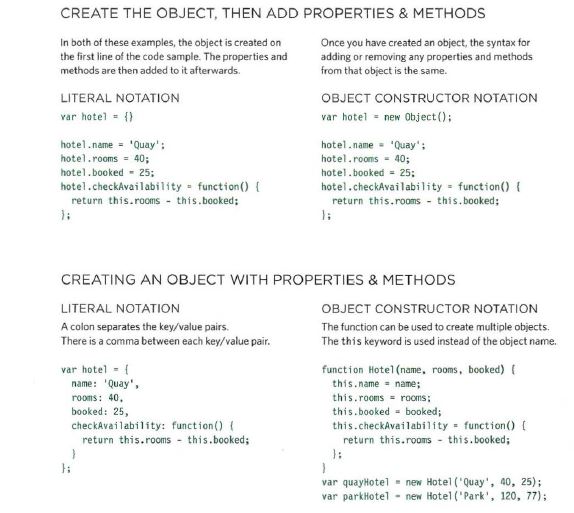 CREATE THE OBJECT, THEN ADD PROPERTIES & METHODS
In both of these examples, the object is created on
the first line of the code sample. The properties and
methods are then added to it afterwards.
LITERAL NOTATION
var hotel = {}
hotel.name = 'Quay';
hotel.rooms = 40;
hotel.booked = 25;
hotel.checkAvailability = function() {
return this.rooms - this.booked;
};
Once you have created an object, the syntax for
adding or removing any properties and methods
from that object is the same.
OBJECT CONSTRUCTOR NOTATION
var hotel = new Object();
hotel.name = 'Quay';
hotel.rooms = 40;
hotel.booked = 25;
hotel.checkAvailability = function() {
return this.rooms - this.booked;
};
CREATING AN OBJECT WITH PROPERTIES & METHODS
LITERAL NOTATION
A colon separates the key/value pairs.
There is a comma between each key/value pair.
var hotel = {
name: 'Quay',
rooms: 40,
booked: 25,
checkAvailability: function() {
return this.rooms - this.booked;
}
};
OBJECT CONSTRUCTOR NOTATION
The function can be used to create multiple objects.
The this keyword is used instead of the object name.
function Hotel(name, rooms, booked) {
this.name = name;
this.rooms = rooms;
this.booked = booked;
this.checkAvailability = function() {
return this.rooms - this.booked;
};
}
var quayHotel = new Hotel('Quay', 40, 25);
var parkHotel = new Hotel('Park', 120, 77);